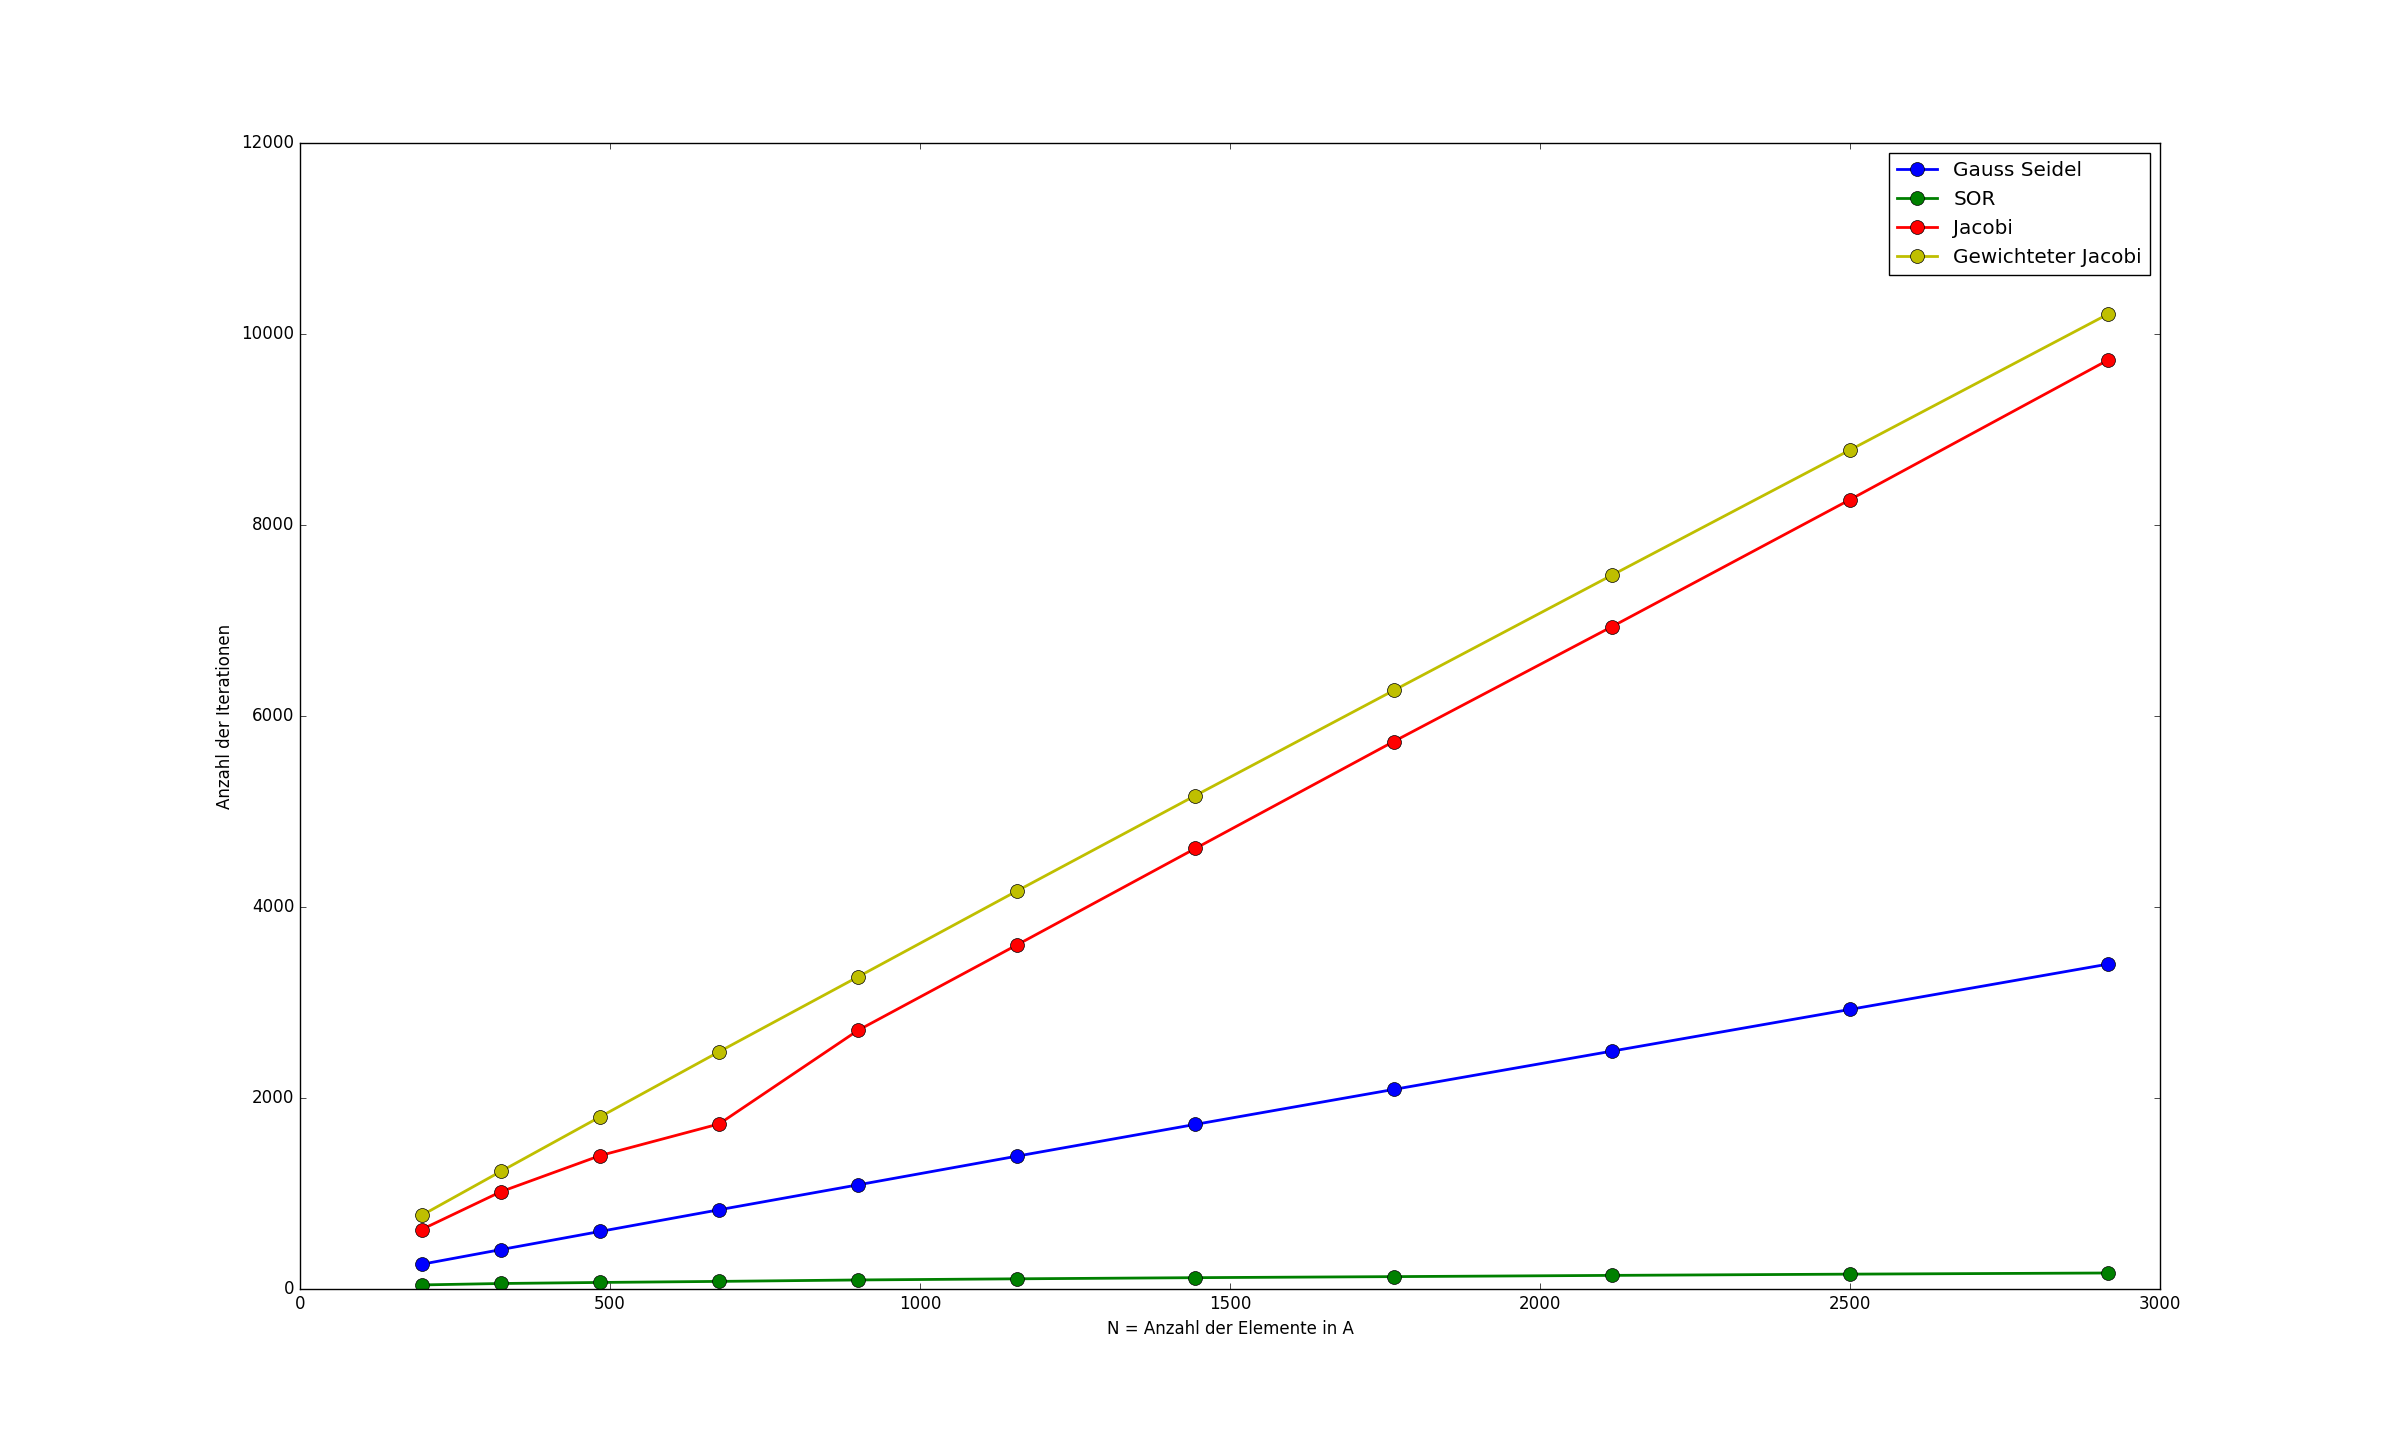 12000
10000
8000
6000
4000
2000
0
Anzahl der Iterationen
0 500 1000 1500 2000 2500 3000
N = Anzahl der Elemente in A
Gauss Seidel
SOR
Jacobi
Gewichteter Jacobi